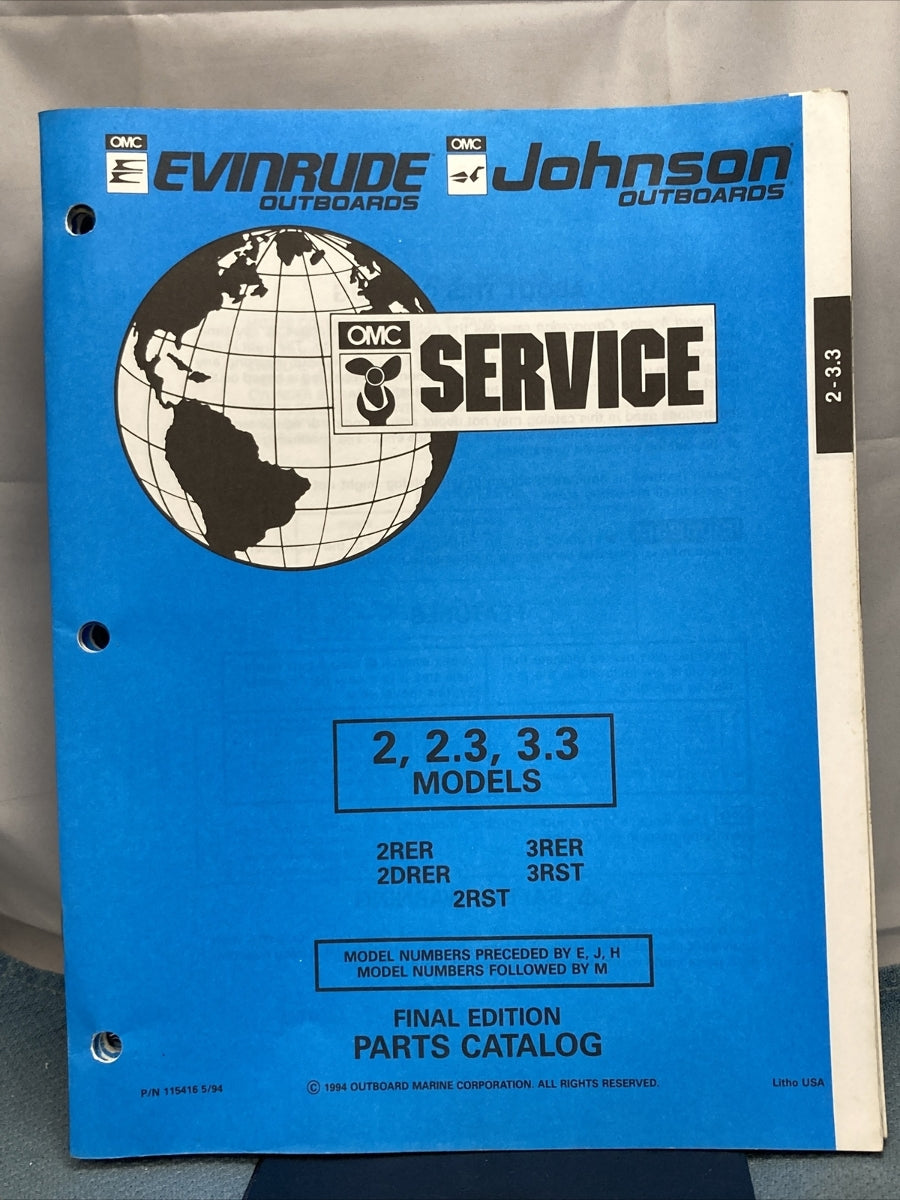 OMC
EVINRUDE
OUTBOARDS
OMC
Johnson
OUTBOARDS
OMC
SERVICE
2 - 3.3
2, 2.3, 3.3
MODELS
2RER 3RER
2DRER 3RST
2RST
MODEL NUMBERS PRECEDED BY E, J, H
MODEL NUMBERS FOLLOWED BY M
FINAL EDITION
PARTS CATALOG
P/N 115416 5/94
© 1994 OUTBOARD MARINE CORPORATION. ALL RIGHTS RESERVED.
Litho USA